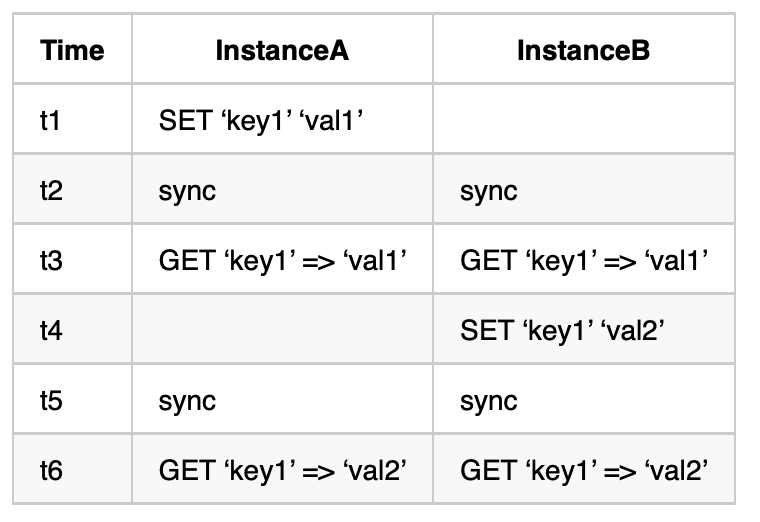 Time InstanceA InstanceB
t1 SET ‘key1’ ‘val1’
t2 sync sync
t3 GET ‘key1’ => ‘val1’ GET ‘key1’ => ‘val1’
t4 SET ‘key1’ ‘val2’
t5 sync sync
t6 GET ‘key1’ => ‘val2’ GET ‘key1’ => ‘val2’